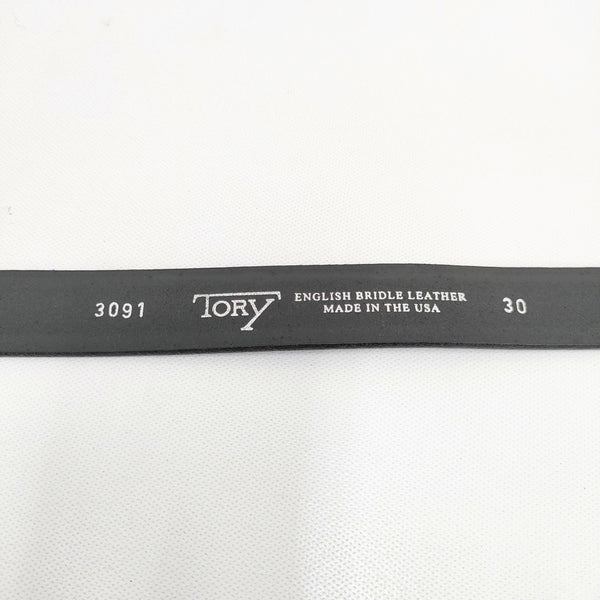 3091
TORY
ENGLISH BRIDLE LEATHER
MADE IN THE USA
30